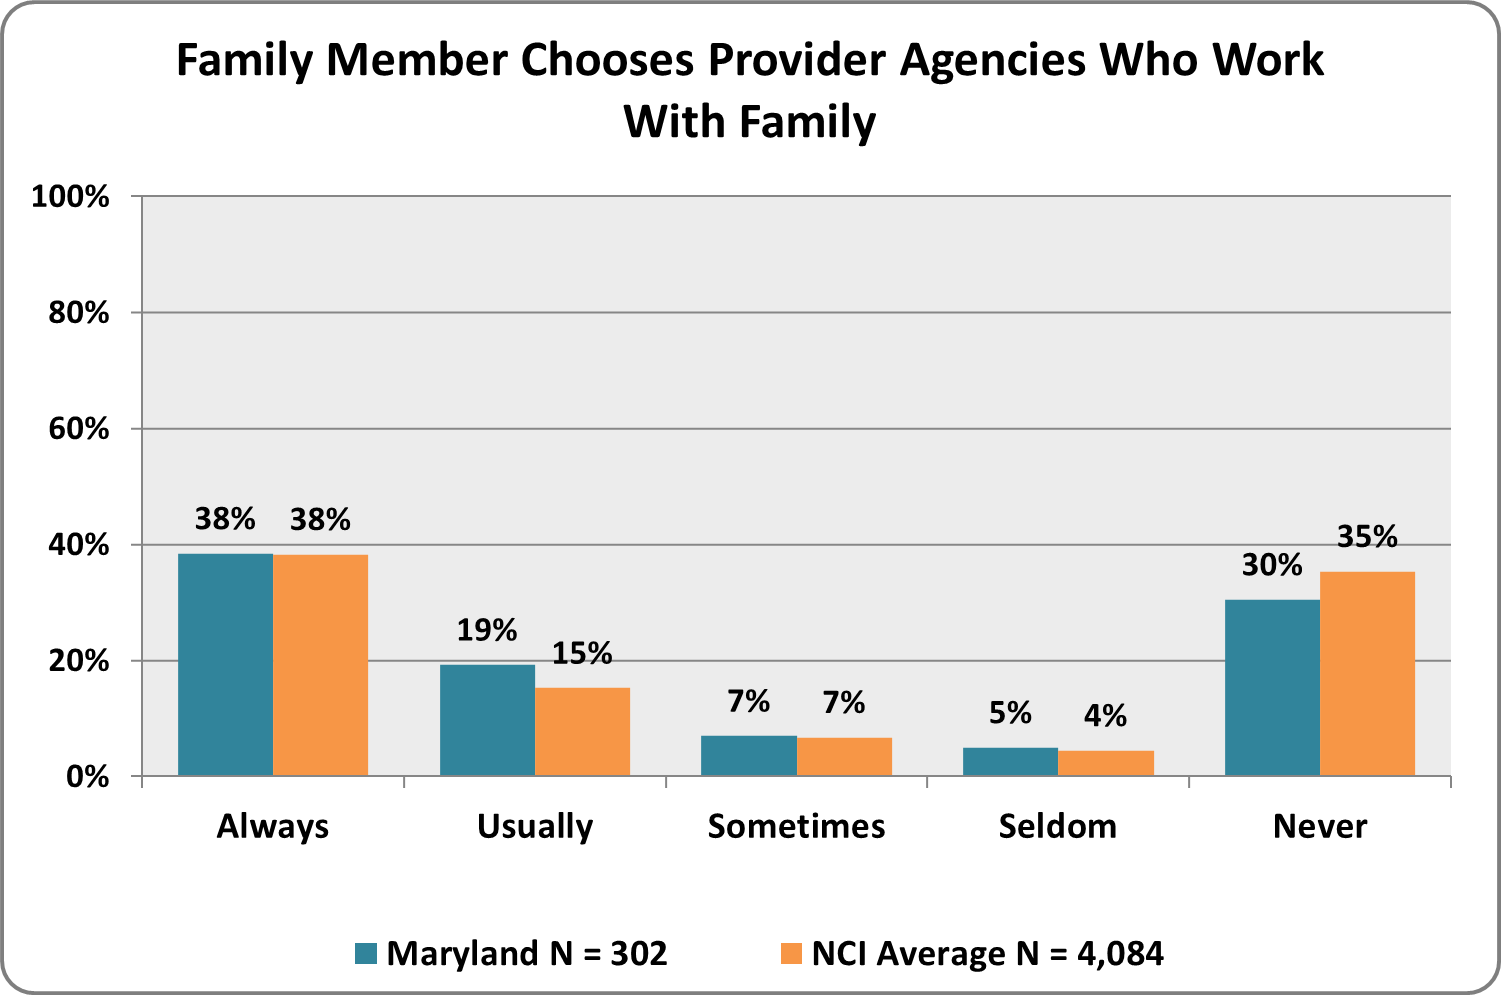 Family Member Chooses Provider Agencies Who Work
With Family
100%
80%
60%
40%
20%
0%
38%
38%
19%
15%
7%
7%
5%
4%
30%
35%
Always
Usually
Sometimes
Seldom
Never
Maryland N = 302
NCI Average N = 4,084